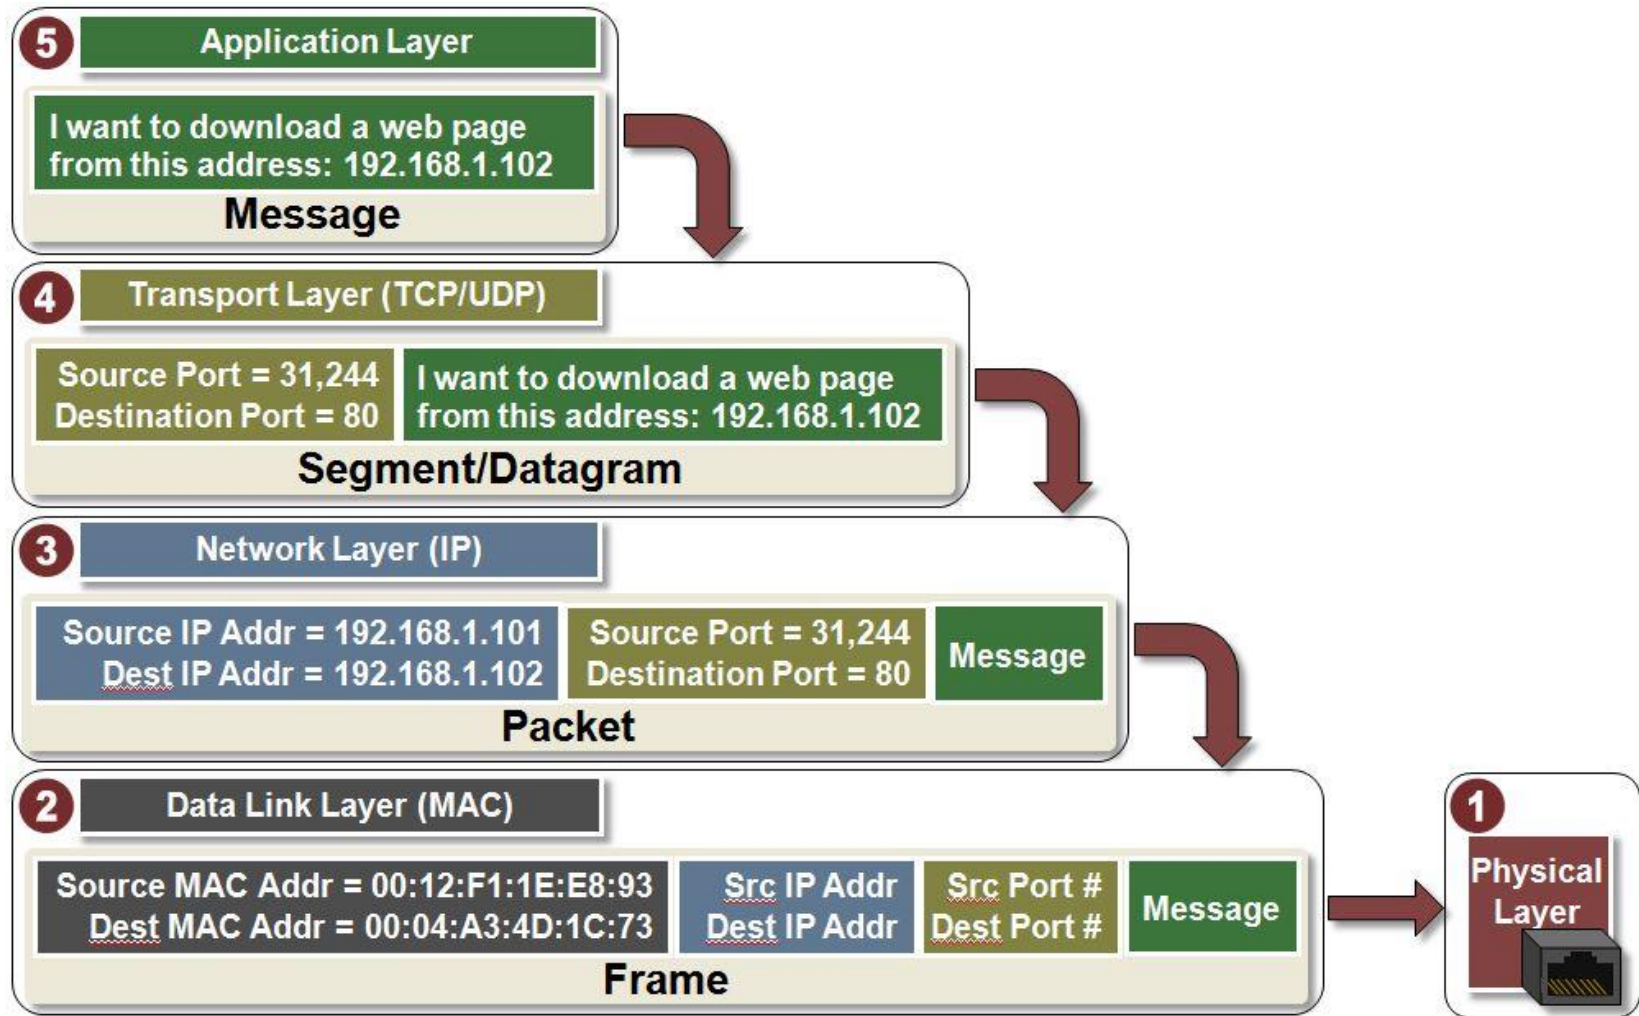 5
Application Layer
I want to download a web page
from this address: 192.168.1.102
Message
4
Transport Layer (TCP/UDP)
Source Port = 31,244
Destination Port = 80
I want to download a web page
from this address: 192.168.1.102
Segment/Datagram
3
Network Layer (IP)
Source IP Addr = 192.168.1.101
Dest IP Addr = 192.168.1.102
Source Port = 31,244
Destination Port = 80
Message
Packet
2
Data Link Layer (MAC)
Source MAC Addr = 00:12:F1:1E:E8:93
Dest MAC Addr = 00:04:A3:4D:1C:73
Src IP Addr
Dest IP Addr
Src Port #
Dest Port #
Message
Frame
1
Physical
Layer